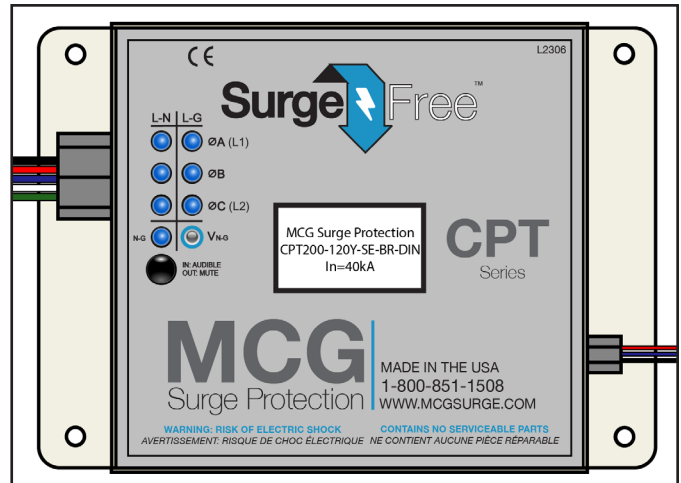 L2306
CE
Surge Free™
L-N L-G
ØA (L1)
ØB
ØC (L2)
N-G VN-G
IN: AUDIBLE
OUT: MUTE
MCG Surge Protection
CPT200-120Y-SE-BR-DIN
In=40kA
CPT
Series
MCG
Surge Protection
MADE IN THE USA
1-800-851-1508
WWW.MCGSURGE.COM
WARNING: RISK OF ELECTRIC SHOCK CONTAINS NO SERVICEABLE PARTS
AVERTISSEMENT: RISQUE DE CHOC ÉLECTRIQUE NE CONTIENT AUCUNE PIÈCE RÉPARABLE